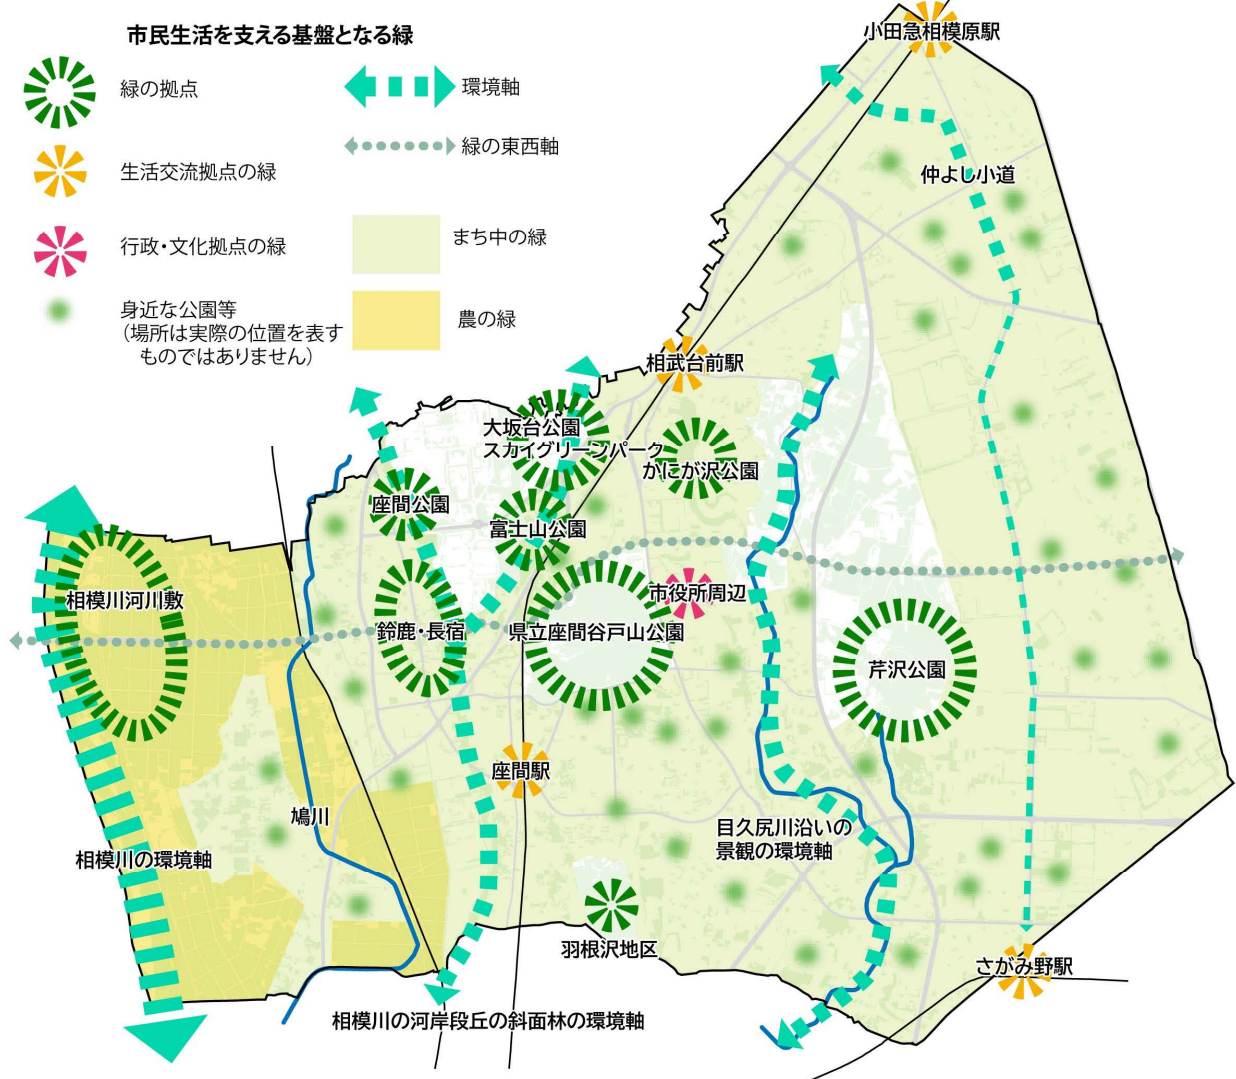 市民生活を支える基盤となる緑
緑の拠点
生活交流拠点の緑
行政・文化拠点の緑
身近な公園等
（場所は実際の位置を表す
ものではありません）
環境軸
緑の東西軸
まち中の緑
農の緑
小田急相模原駅
仲よし小道
相武台前駅
大坂台公園
スカイグリーンパーク
かにが沢公園
座間公園
富士山公園
市役所周辺
相模川河川敷
鈴鹿・長宿
県立座間谷戸山公園
芹沢公園
座間駅
鳩川
目久尻川沿いの
景観の環境軸
相模川の環境軸
羽根沢地区
さがみ野駅
相模川の河岸段丘の斜面林の環境軸